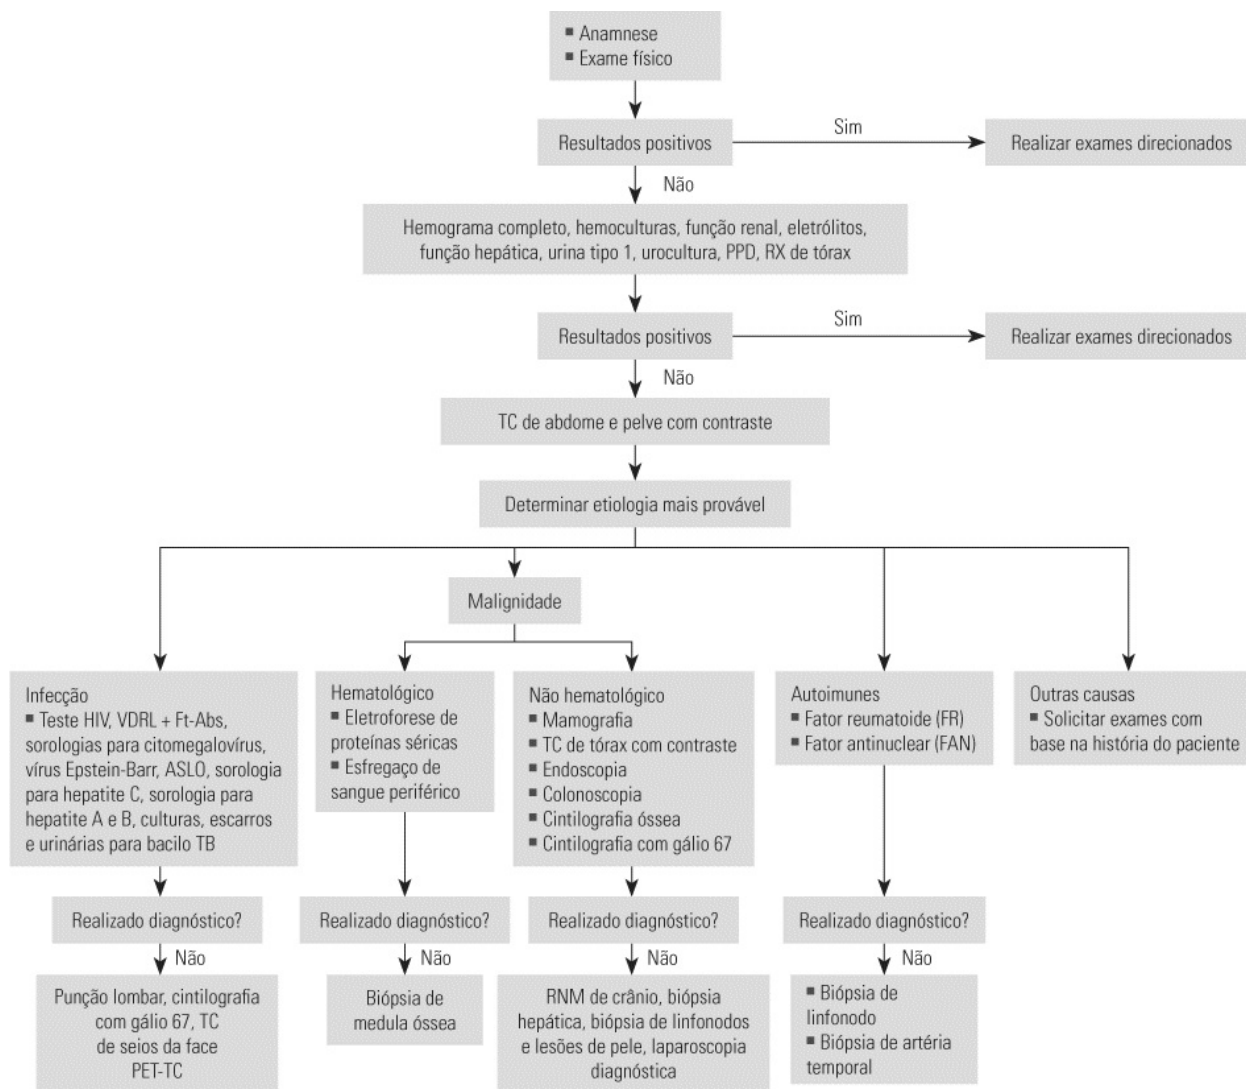 ■ Anamnese
■ Exame físico
Resultados positivos
Sim
Realizar exames direcionados
Não
Hemograma completo, hemoculturas, função renal, eletrólitos,
função hepática, urina tipo 1, urocultura, PPD, RX de tórax
Resultados positivos
Sim
Realizar exames direcionados
Não
TC de abdome e pelve com contraste
Determinar etiologia mais provável
Malignidade
Infecção
■ Teste HIV, VDRL + Ft-Abs,
sorologias para citomegalovírus,
vírus Epstein-Barr, ASLO, sorologia
para hepatite C, sorologia para
hepatite A e B, culturas, escarros
e urinárias para bacilo TB
Hematológico
■ Eletroforese de
proteínas séricas
■ Esfregaço de
sangue periférico
Não hematológico
■ Mamografia
■ TC de tórax com contraste
■ Endoscopia
■ Colonoscopia
■ Cintilografia óssea
■ Cintilografia com gálio 67
Autoimunes
■ Fator reumatoide (FR)
■ Fator antinuclear (FAN)
Outras causas
■ Solicitar exames com
base na história do paciente
Realizado diagnóstico?
Realizado diagnóstico?
Realizado diagnóstico?
Realizado diagnóstico?
Não
Não
Não
Não
Punção lombar, cintilografia
com gálio 67, TC
de seios da face
PET-TC
Biópsia de
medula óssea
RNM de crânio, biópsia
hepática, biópsia de linfonodos
e lesões de pele, laparoscopia
diagnóstica
■ Biópsia de
linfonodo
■ Biópsia de artéria
temporal